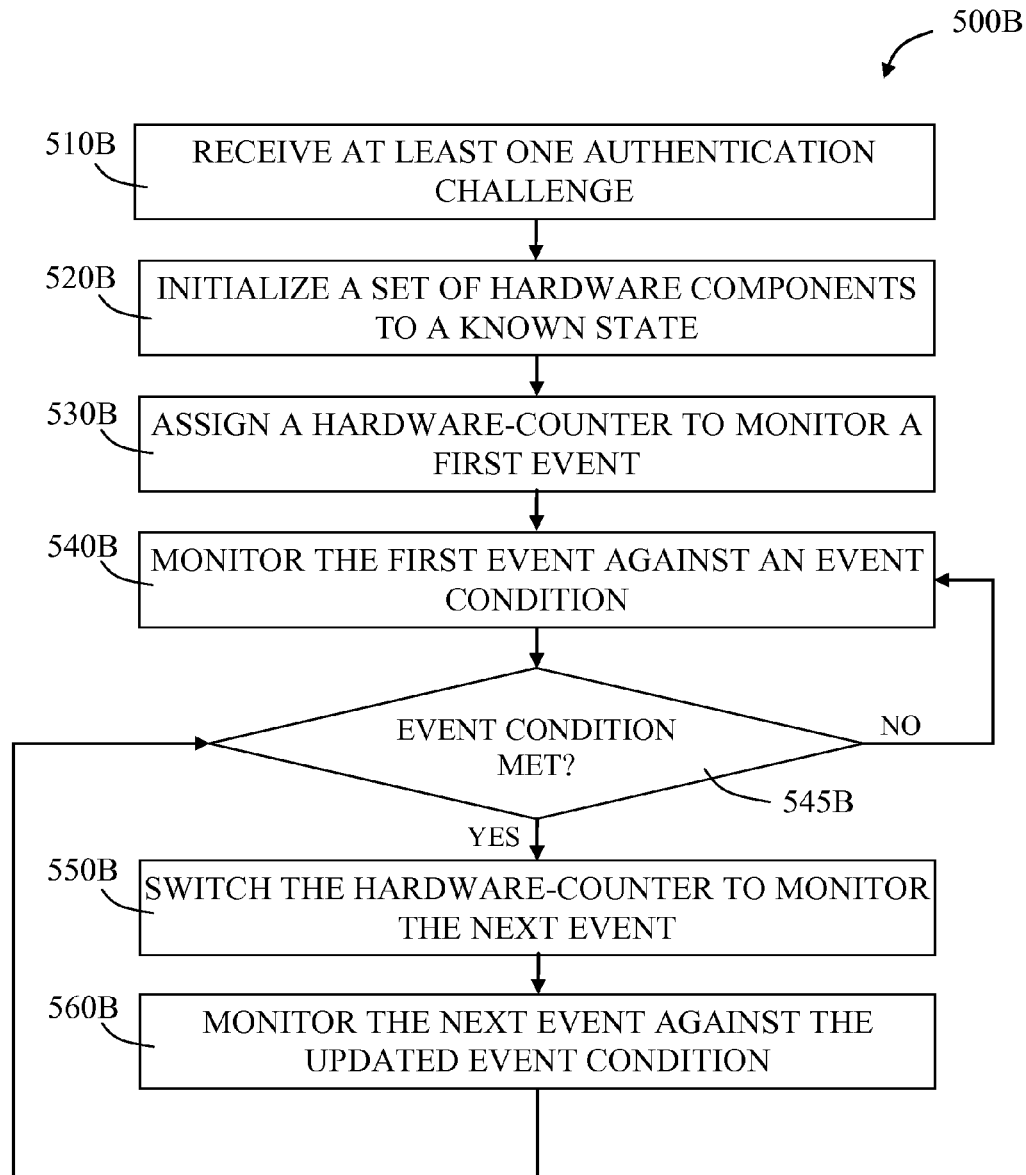 500B
510B
RECEIVE AT LEAST ONE AUTHENTICATION
CHALLENGE
520B
INITIALIZE A SET OF HARDWARE COMPONENTS
TO A KNOWN STATE
530B
ASSIGN A HARDWARE-COUNTER TO MONITOR A
FIRST EVENT
540B
MONITOR THE FIRST EVENT AGAINST AN EVENT
CONDITION
EVENT CONDITION
MET?
NO
545B
YES
550B
SWITCH THE HARDWARE-COUNTER TO MONITOR
THE NEXT EVENT
560B
MONITOR THE NEXT EVENT AGAINST THE
UPDATED EVENT CONDITION